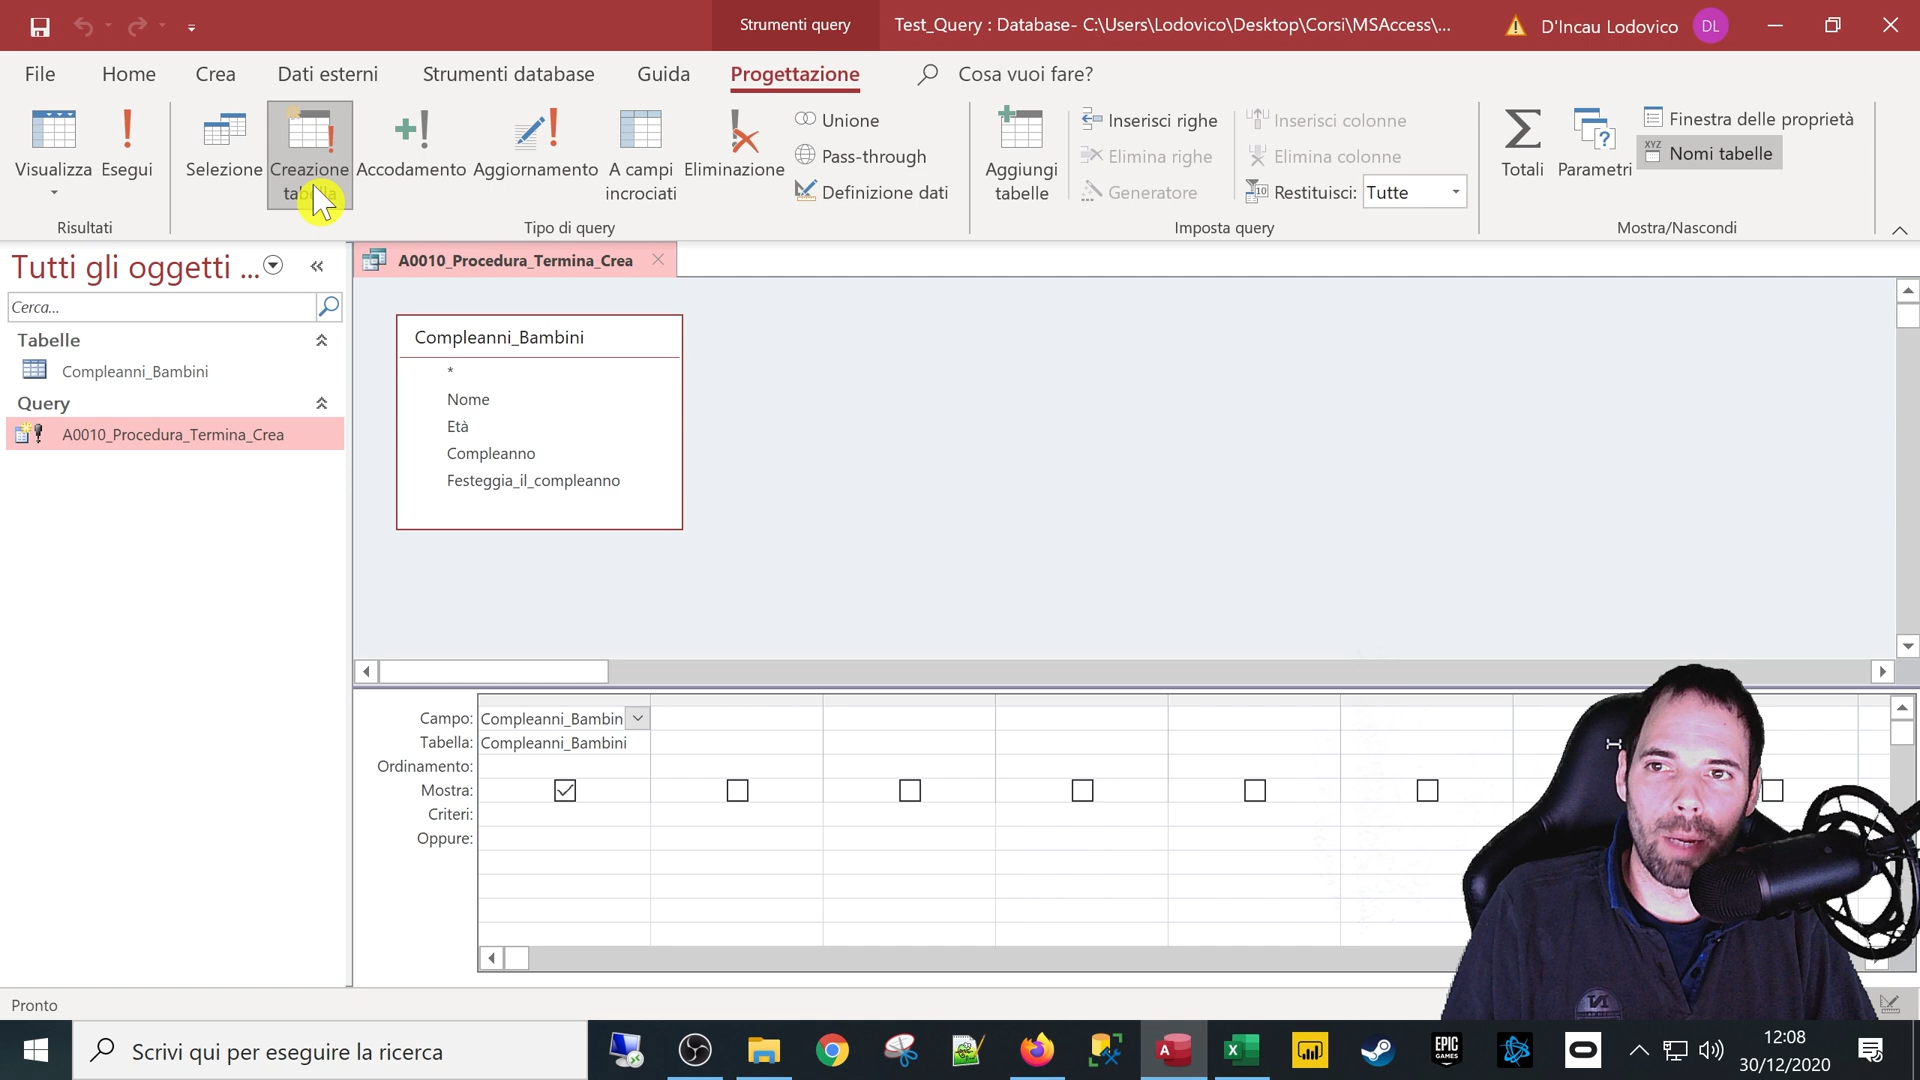 Strumenti query
Test_Query : Database- C:\Users\Lodovico\Desktop\Corsi\MSAccess\...
D'Incau Lodovico
DL
File
Home
Crea
Dati esterni
Strumenti database
Guida
Progettazione
Cosa vuoi fare?
Visualizza
Esegui
Risultati
Selezione
Creazione
tabella
Accodamento
Aggiornamento
A campi
incrociati
Eliminazione
Unione
Pass-through
Definizione dati
Tipo di query
Aggiungi
tabelle
Inserisci righe
Elimina righe
Generatore
Inserisci colonne
Elimina colonne
Restituisci:
Tutte
Imposta query
Totali
Parametri
Finestra delle proprietà
Nomi tabelle
Mostra/Nascondi
Tutti gli oggetti ...
Cerca...
Tabelle
Compleanni_Bambini
Query
A0010_Procedura_Termina_Crea
A0010_Procedura_Termina_Crea
Compleanni_Bambini
*
Nome
Età
Compleanno
Festeggia_il_compleanno
Campo: Compleanni_Bambin
Tabella: Compleanni_Bambini
Ordinamento:
Mostra:
Criteri:
Oppure:
Pronto
Scrivi qui per eseguire la ricerca
EPIC
GAMES
12:08
30/12/2020